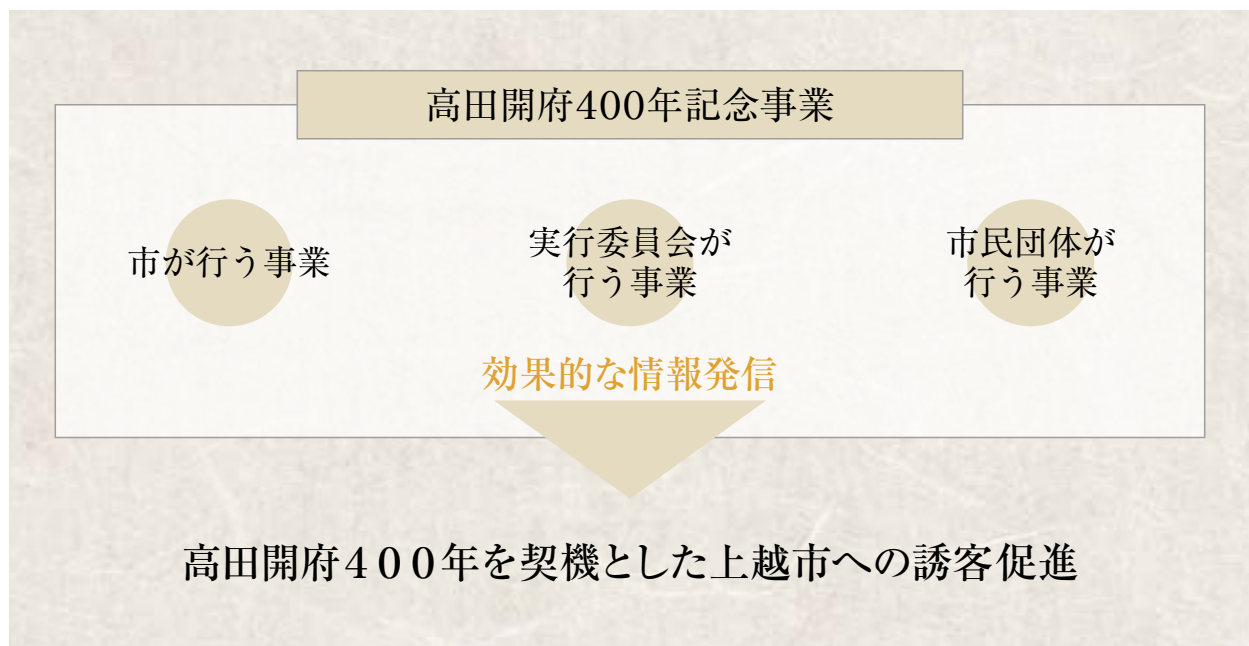 高田開府400年記念事業
市が行う事業
実行委員会が
行う事業
市民団体が
行う事業
効果的な情報発信
高田開府４００年を契機とした上越市への誘客促進